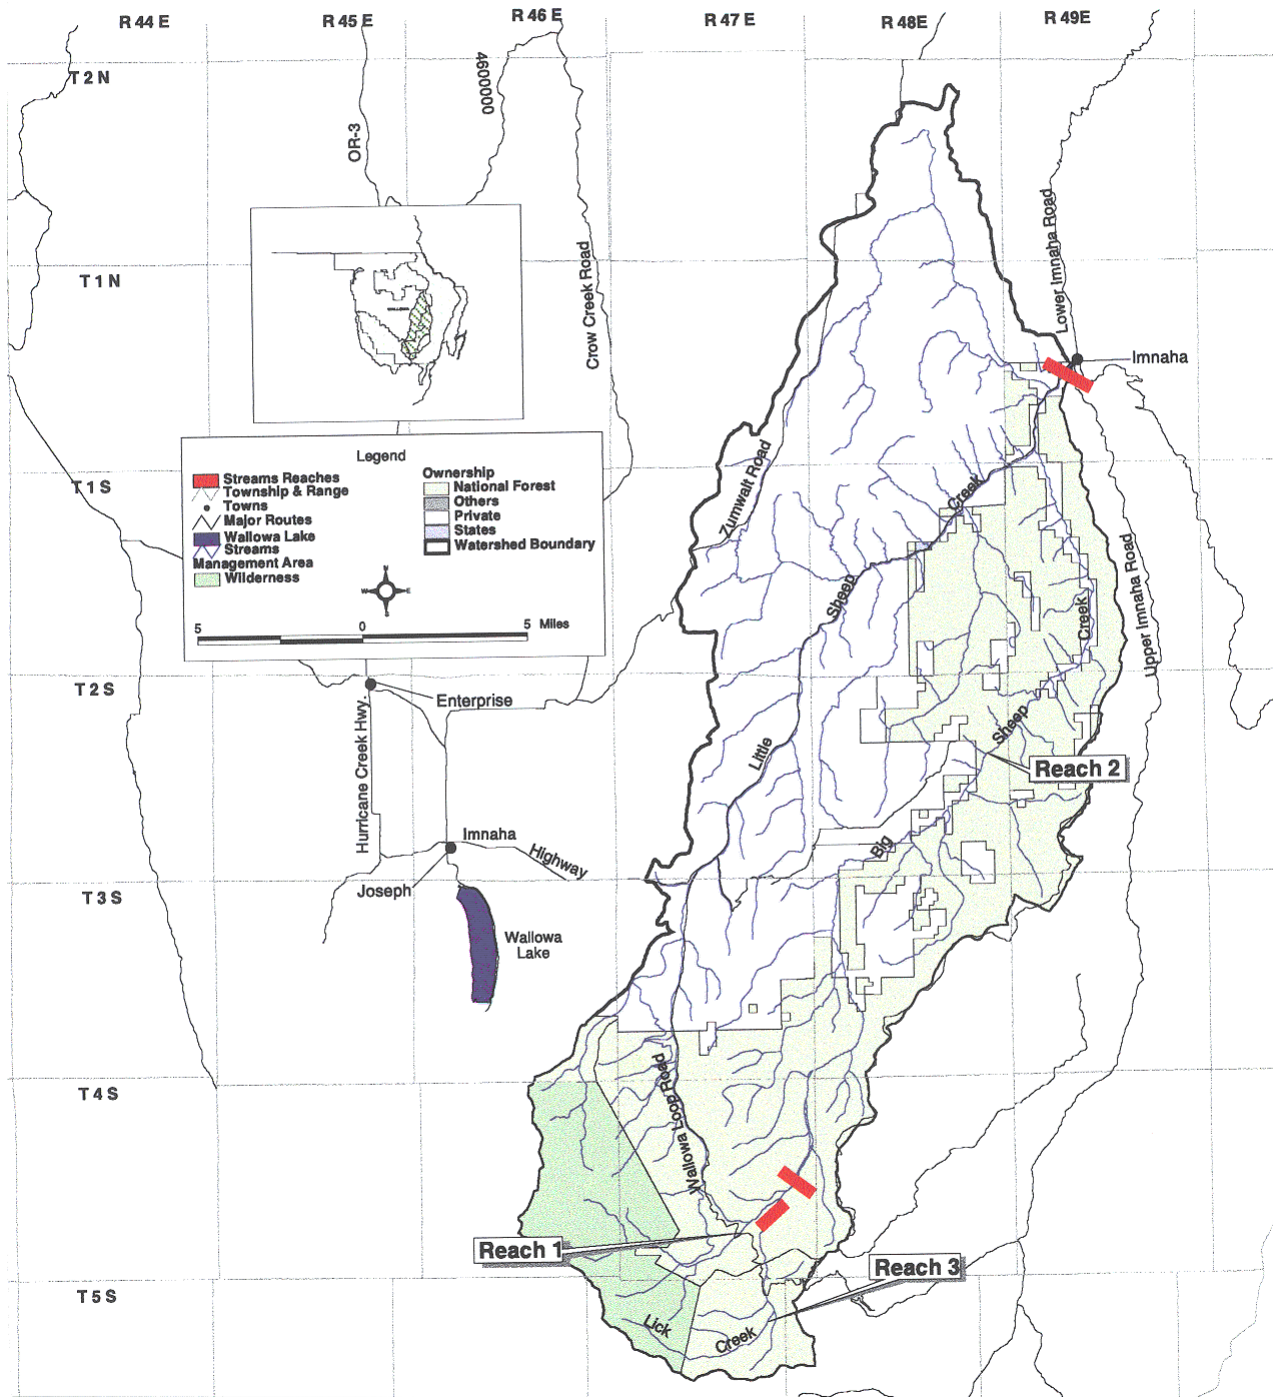 R 44 E
R 45 E
R 46 E
R 47 E
R 48E
R 49E
T 2 N
T 1 N
T 1 S
T 2 S
T 3 S
T 4 S
T 5 S
OR-3
4600000
Crow Creek Road
Lower Imnaha Road
Imnaha
Zumwalt Road
Creek
Sheep
Little
Creek
Upper Imnaha Road
Sheep
Big
Reach 2
Legend
Streams Reaches
Township & Range
Towns
Major Routes
Wallowa Lake
Streams
Management Area
Wilderness
Ownership
National Forest
Others
Private
States
Watershed Boundary
N
W
E
S
5
0
5 Miles
Enterprise
Hurricane Creek Hwy.
Imnaha
Highway
Joseph
Wallowa
Lake
Wallowa Loop Road
Reach 1
Reach 3
Lick
Creek